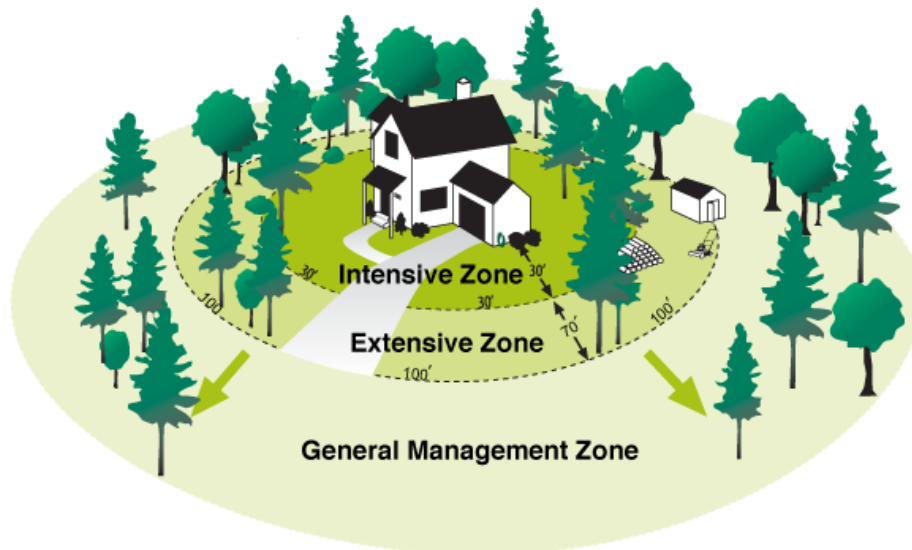 Intensive Zone
30'
30'
30'
Extensive Zone
70'
100'
100'
100'
General Management Zone